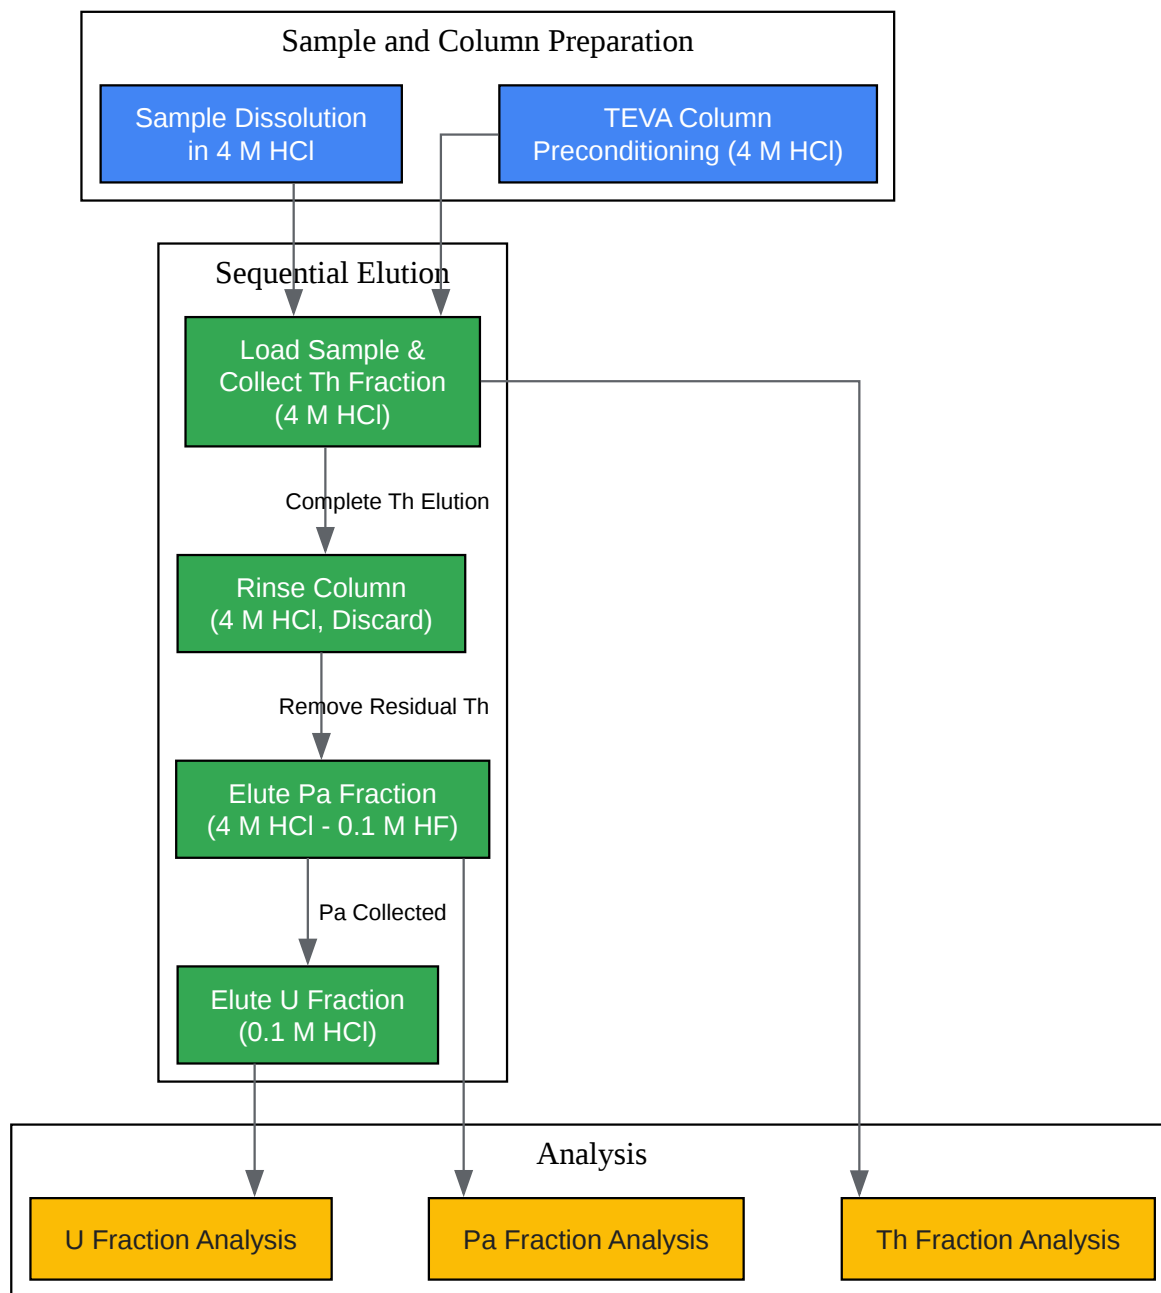 Sample and Column Preparation
Sample Dissolution
in 4 M HCl
TEVA Column
Preconditioning (4 M HCl)
Sequential Elution
Load Sample &
Collect Th Fraction
(4 M HCl)
Complete Th Elution
Rinse Column
(4 M HCl, Discard)
Remove Residual Th
Elute Pa Fraction
(4 M HCl - 0.1 M HF)
Pa Collected
Elute U Fraction
(0.1 M HCl)
Analysis
U Fraction Analysis
Pa Fraction Analysis
Th Fraction Analysis